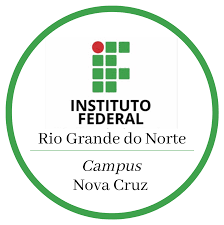 INSTITUTO
FEDERAL
Rio Grande do Norte
Campus
Nova Cruz